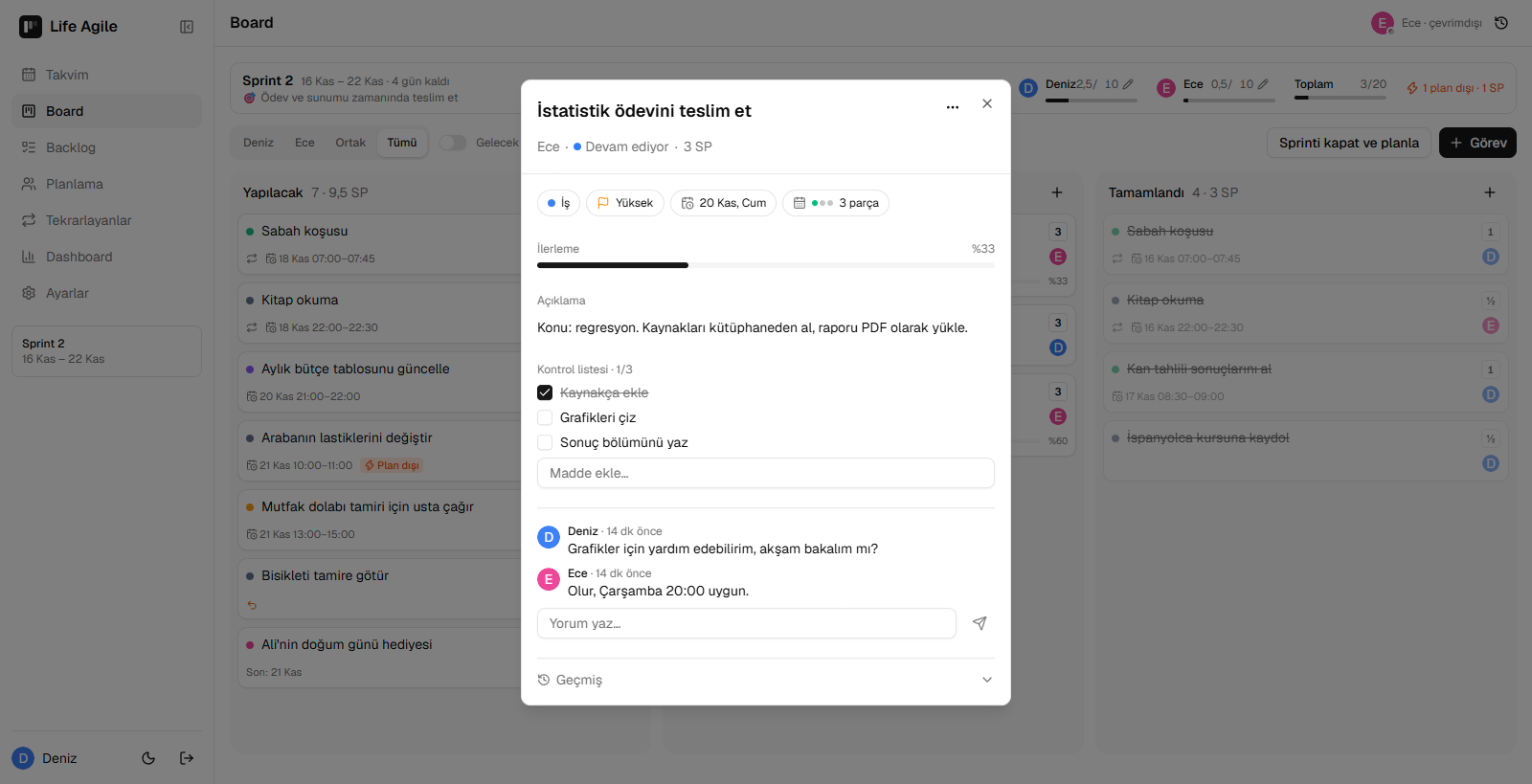 Life Agile
Takvim
Board
Backlog
Planlama
Tekrarlayanlar
Dashboard
Ayarlar
Sprint 2
16 Kas – 22 Kas
D Deniz
Board
E Ece · çevrimdışı
Sprint 2 16 Kas – 22 Kas · 4 gün kaldı
Ödev ve sunumu zamanında teslim et
D Deniz 2,5/ 10
E Ece 0,5/ 10
Toplam 3/20
1 plan dışı · 1 SP
Deniz Ece Ortak Tümü Gelecek
Sprinti kapat ve planla
+ Görev
Yapılacak 7 · 9,5 SP
Sabah koşusu
18 Kas 07:00–07:45
Kitap okuma
18 Kas 22:00–22:30
Aylık bütçe tablosunu güncelle
20 Kas 21:00–22:00
Arabanın lastiklerini değiştir
21 Kas 10:00–11:00 Plan dışı
Mutfak dolabı tamiri için usta çağır
21 Kas 13:00–15:00
Bisikleti tamire götür
Ali'nin doğum günü hediyesi
Son: 21 Kas
İstatistik ödevini teslim et
Ece · Devam ediyor · 3 SP
İş
Yüksek
20 Kas, Cum
3 parça
İlerleme %33
Açıklama
Konu: regresyon. Kaynakları kütüphaneden al, raporu PDF olarak yükle.
Kontrol listesi · 1/3
Kaynakça ekle
Grafikleri çiz
Sonuç bölümünü yaz
Madde ekle...
D Deniz · 14 dk önce
Grafikler için yardım edebilirim, akşam bakalım mı?
E Ece · 14 dk önce
Olur, Çarşamba 20:00 uygun.
Yorum yaz...
Geçmiş
+
3
E
%33
3
D
3
E
%60
Tamamlandı 4 · 3 SP +
Sabah koşusu 1
16 Kas 07:00–07:45 D
Kitap okuma ½
16 Kas 22:00–22:30 E
Kan tahlili sonuçlarını al 1
17 Kas 08:30–09:00 D
İspanyolca kursuna kaydol ½
D